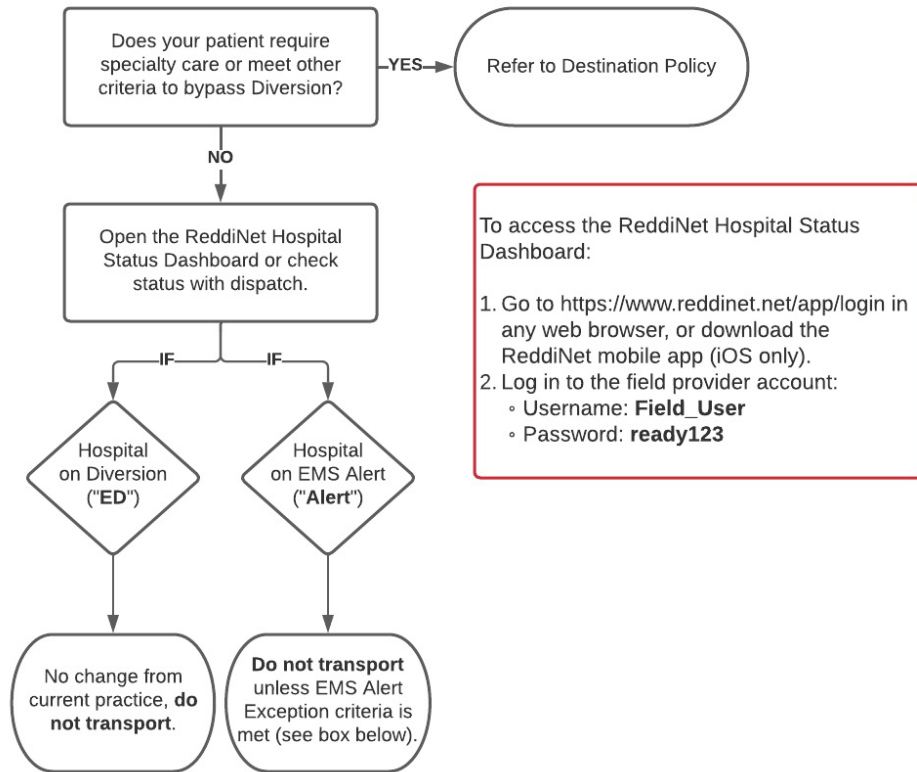 Does your patient require
specialty care or meet other
criteria to bypass Diversion?
YES
Refer to Destination Policy
NO
Open the ReddiNet Hospital
Status Dashboard or check
status with dispatch.
To access the ReddiNet Hospital Status
Dashboard:
1. Go to https://www.reddinet.net/app/login in
any web browser, or download the
ReddiNet mobile app (iOS only).
2. Log in to the field provider account:
◦ Username: Field_User
◦ Password: ready123
IF
IF
Hospital
on Diversion
("ED")
Hospital
on EMS Alert
("Alert")
No change from
current practice, do
not transport.
Do not transport
unless EMS Alert
Exception criteria is
met (see box below).